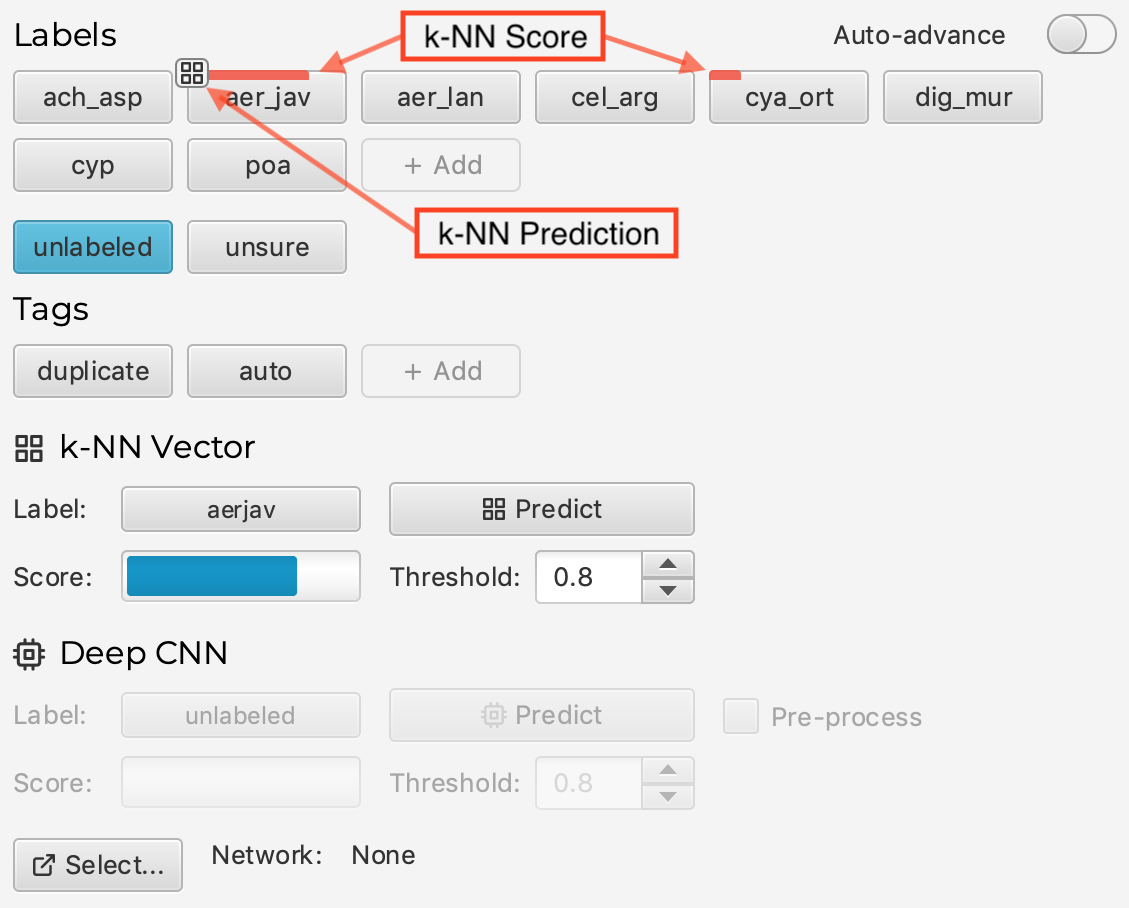 Labels k-NN Score Auto-advance
ach_asp aer_jav aer_lan cel_arg cya_ort dig_mur
cyp poa + Add
k-NN Prediction
unlabeled unsure
Tags
duplicate auto + Add
k-NN Vector
Label: aerjav Predict
Score: Threshold: 0.8
Deep CNN
Label: unlabeled Predict Pre-process
Score: Threshold: 0.8
Select... Network: None